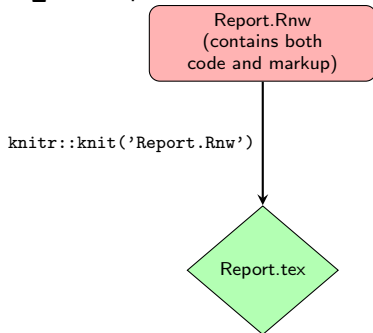 Report.Rnw
(contains both
code and markup)
knitr::knit('Report.Rnw')
Report.tex